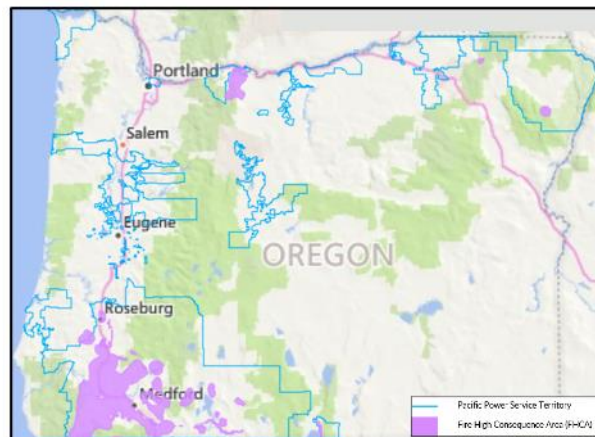 Portland
Salem
Eugene
OREGON
Roseburg
Medford
Pacific Power Service Territory
Fire High Consequence Area (FHCA)